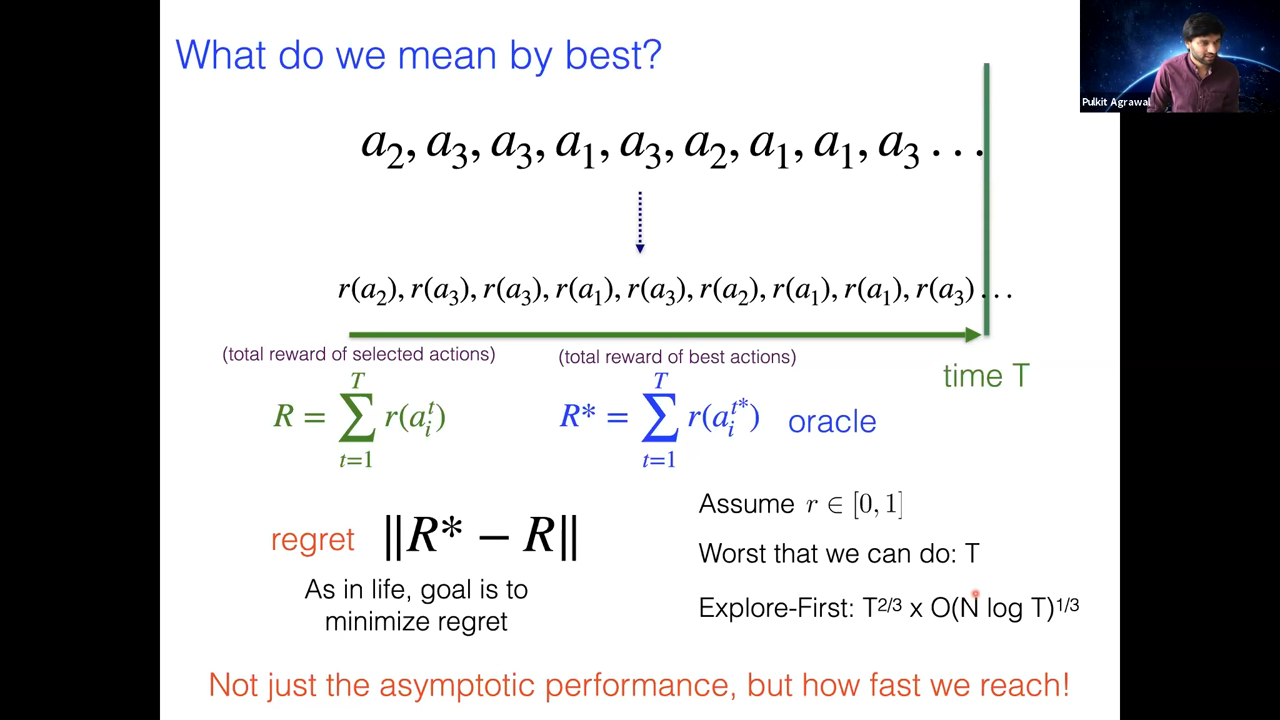 What do we mean by best?
Pulkit Agrawal
a₂, a₃, a₃, a₁, a₃, a₂, a₁, a₁, a₃ . . .
r(a₂), r(a₃), r(a₃), r(a₁), r(a₃), r(a₂), r(a₁), r(a₁), r(a₃) . . .
(total reward of selected actions) (total reward of best actions)
time T
R = ∑_{t=1}^{T} r(a_i^t) R* = ∑_{t=1}^{T} r(a_i^{t*}) oracle
Assume r ∈ [0, 1]
regret ‖R* − R‖
Worst that we can do: T
As in life, goal is to
minimize regret
Explore-First: T^{2/3} x O(N log T)^{1/3}
Not just the asymptotic performance, but how fast we reach!